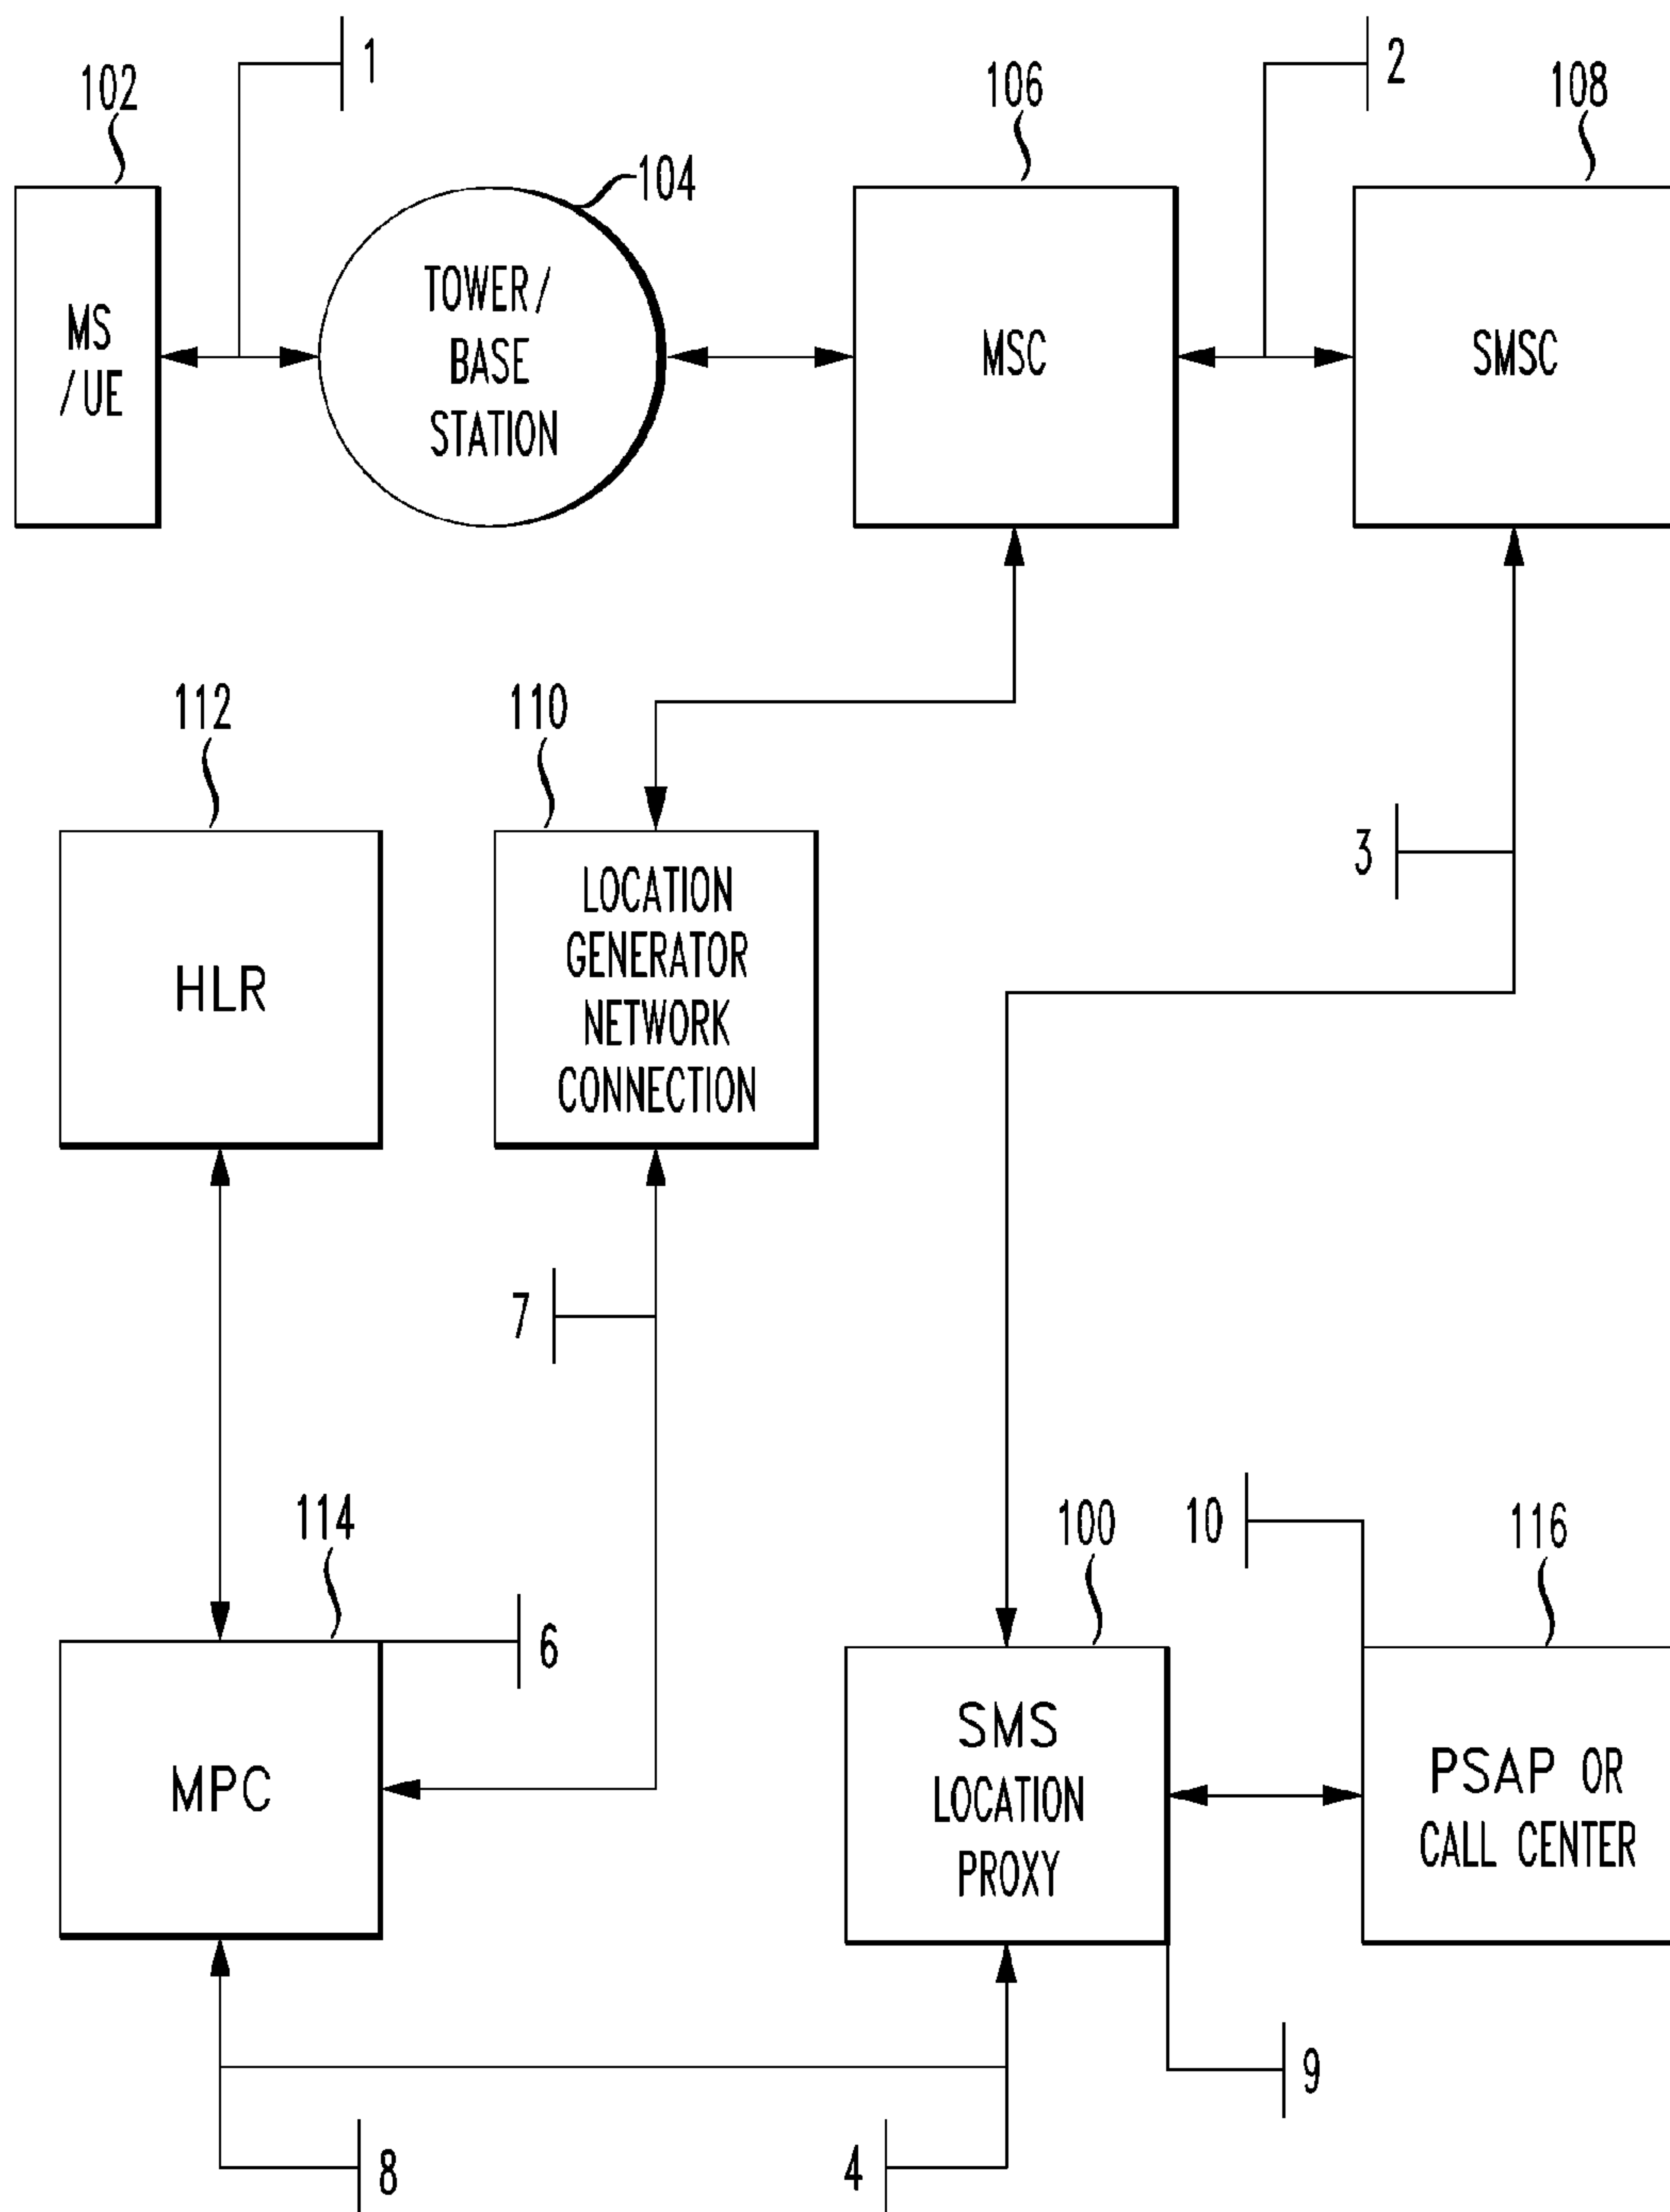 1
2
102
106
108
104
MS
/UE
TOWER/
BASE
STATION
MSC
SMSC
112
110
3
HLR
LOCATION
GENERATOR
NETWORK
CONNECTION
7
114
100
10
116
6
MPC
SMS
LOCATION
PROXY
PSAP OR
CALL CENTER
9
8
4